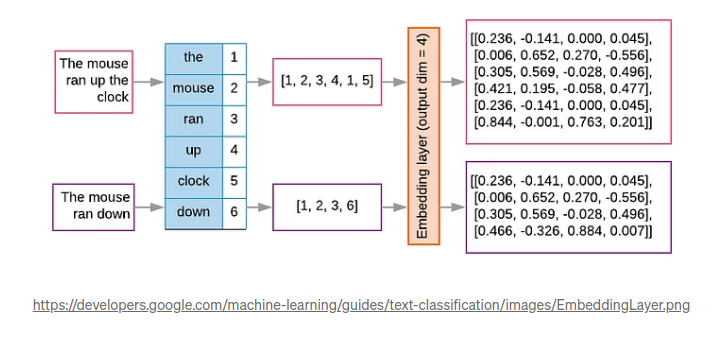 The mouse
ran up the
clock
the 1
mouse 2
ran 3
up 4
clock 5
down 6
[1, 2, 3, 4, 1, 5]
Embedding layer (output dim = 4)
[[0.236, -0.141, 0.000, 0.045],
[0.006, 0.652, 0.270, -0.556],
[0.305, 0.569, -0.028, 0.496],
[0.421, 0.195, -0.058, 0.477],
[0.236, -0.141, 0.000, 0.045],
[0.844, -0.001, 0.763, 0.201]]
The mouse
ran down
[1, 2, 3, 6]
[[0.236, -0.141, 0.000, 0.045],
[0.006, 0.652, 0.270, -0.556],
[0.305, 0.569, -0.028, 0.496],
[0.466, -0.326, 0.884, 0.007]]
https://developers.google.com/machine-learning/guides/text-classification/images/EmbeddingLayer.png